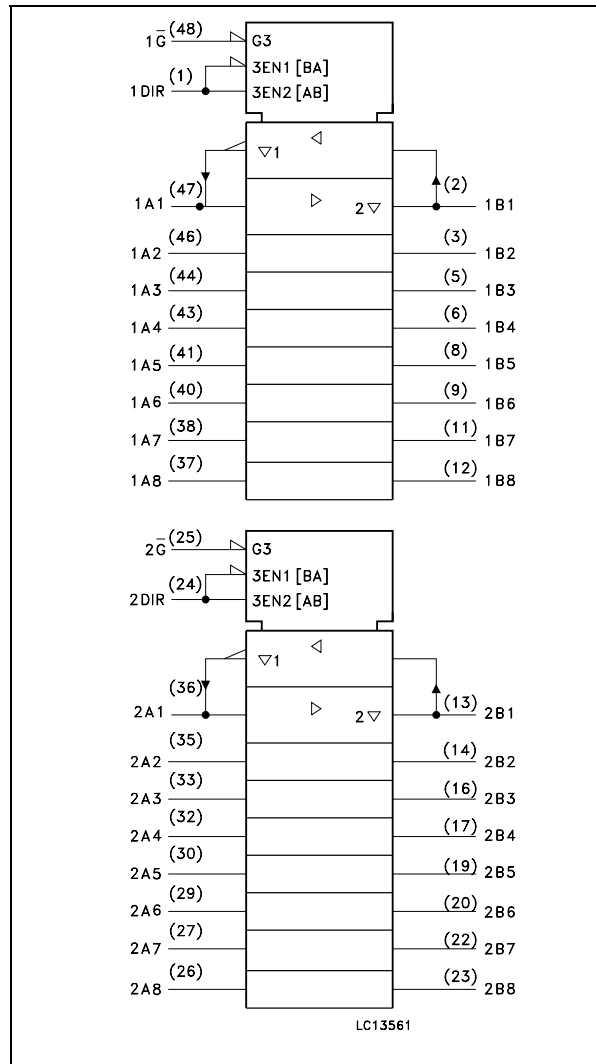 1G̅ (48) G3
3EN1 [BA]
1DIR (1) 3EN2 [AB]
▽1 ◁
1A1 (47) ▷ 2▽ (2) 1B1
1A2 (46) (3) 1B2
1A3 (44) (5) 1B3
1A4 (43) (6) 1B4
1A5 (41) (8) 1B5
1A6 (40) (9) 1B6
1A7 (38) (11) 1B7
1A8 (37) (12) 1B8
2G̅ (25) G3
3EN1 [BA]
2DIR (24) 3EN2 [AB]
▽1 ◁
2A1 (36) ▷ 2▽ (13) 2B1
2A2 (35) (14) 2B2
2A3 (33) (16) 2B3
2A4 (32) (17) 2B4
2A5 (30) (19) 2B5
2A6 (29) (20) 2B6
2A7 (27) (22) 2B7
2A8 (26) (23) 2B8
LC13561